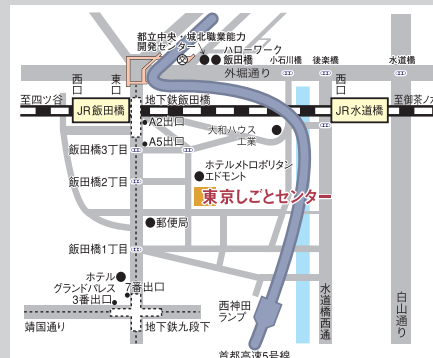 都立中央・城北職業能力
開発センター
ハローワーク
飯田橋
小石川橋
後楽橋
水道橋
外堀通り
西口
東口
西口
至四ツ谷
JR飯田橋
地下鉄飯田橋
JR水道橋
至御茶ノ水
A2出口
大和ハウス
工業
A5出口
飯田橋3丁目
ホテルメトロポリタン
エドモント
飯田橋2丁目
東京しごとセンター
郵便局
飯田橋1丁目
ホテル
グランドパレス
7番出口
3番出口
西神田
ランプ
水道橋西通
白山通り
靖国通り
地下鉄九段下
首都高速5号線